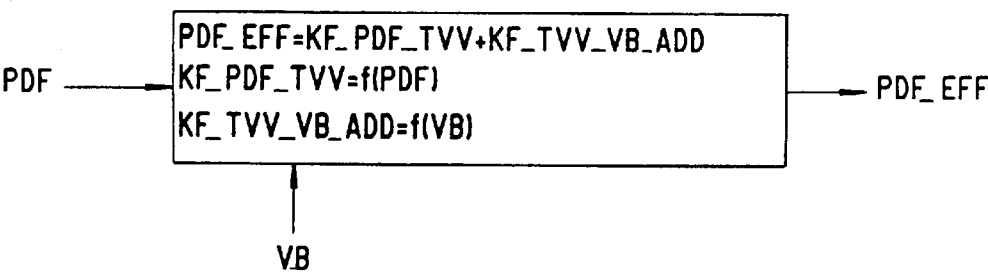 PDF_EFF=KF_PDF_TVV+KF_TVV_VB_ADD
PDF
KF_PDF_TVV=f(PDF)
PDF_EFF
KF_TVV_VB_ADD=f(VB)
VB